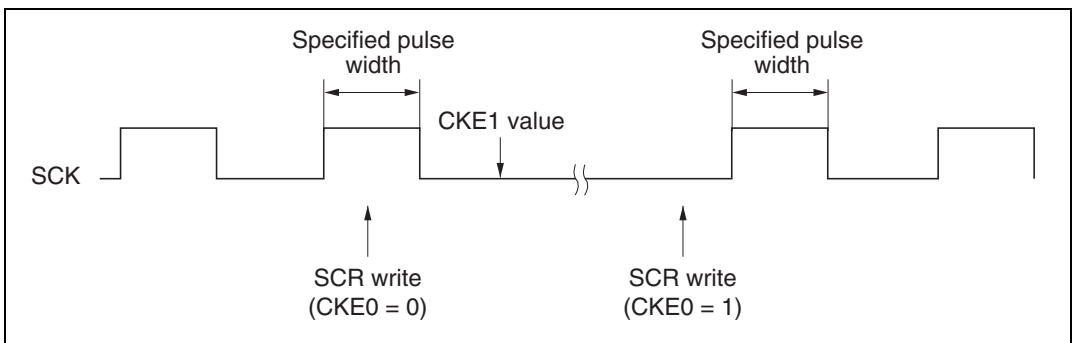 Specified pulse
width
Specified pulse
width
CKE1 value
SCK
SCR write
(CKE0 = 0)
SCR write
(CKE0 = 1)